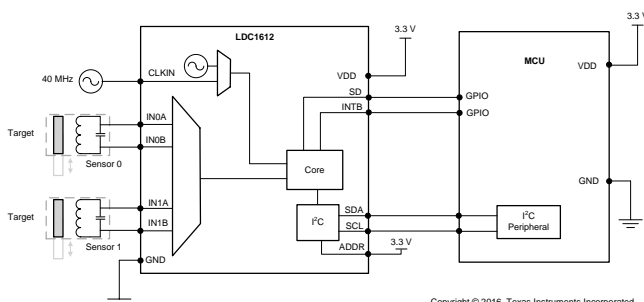 3.3 V
LDC1612
3.3 V
MCU
40 MHz
CLKIN
VDD
VDD
SD
GPIO
INTB
GPIO
IN0A
Target
IN0B
Sensor 0
Core
GND
IN1A
Target
IN1B
Sensor 1
I²C
SDA
SCL
I²C
Peripheral
ADDR
3.3 V
GND
Copyright © 2016, Texas Instruments Incorporated